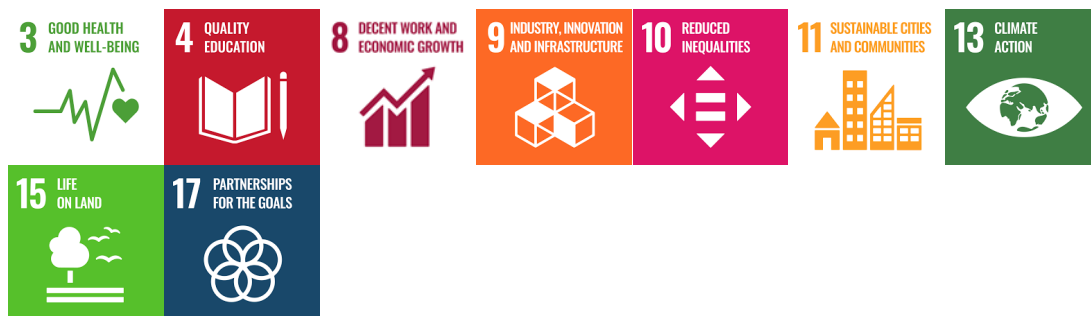 3 GOOD HEALTH
AND WELL-BEING
4 QUALITY
EDUCATION
8 DECENT WORK AND
ECONOMIC GROWTH
9 INDUSTRY, INNOVATION
AND INFRASTRUCTURE
10 REDUCED
INEQUALITIES
11 SUSTAINABLE CITIES
AND COMMUNITIES
13 CLIMATE
ACTION
15 LIFE
ON LAND
17 PARTNERSHIPS
FOR THE GOALS